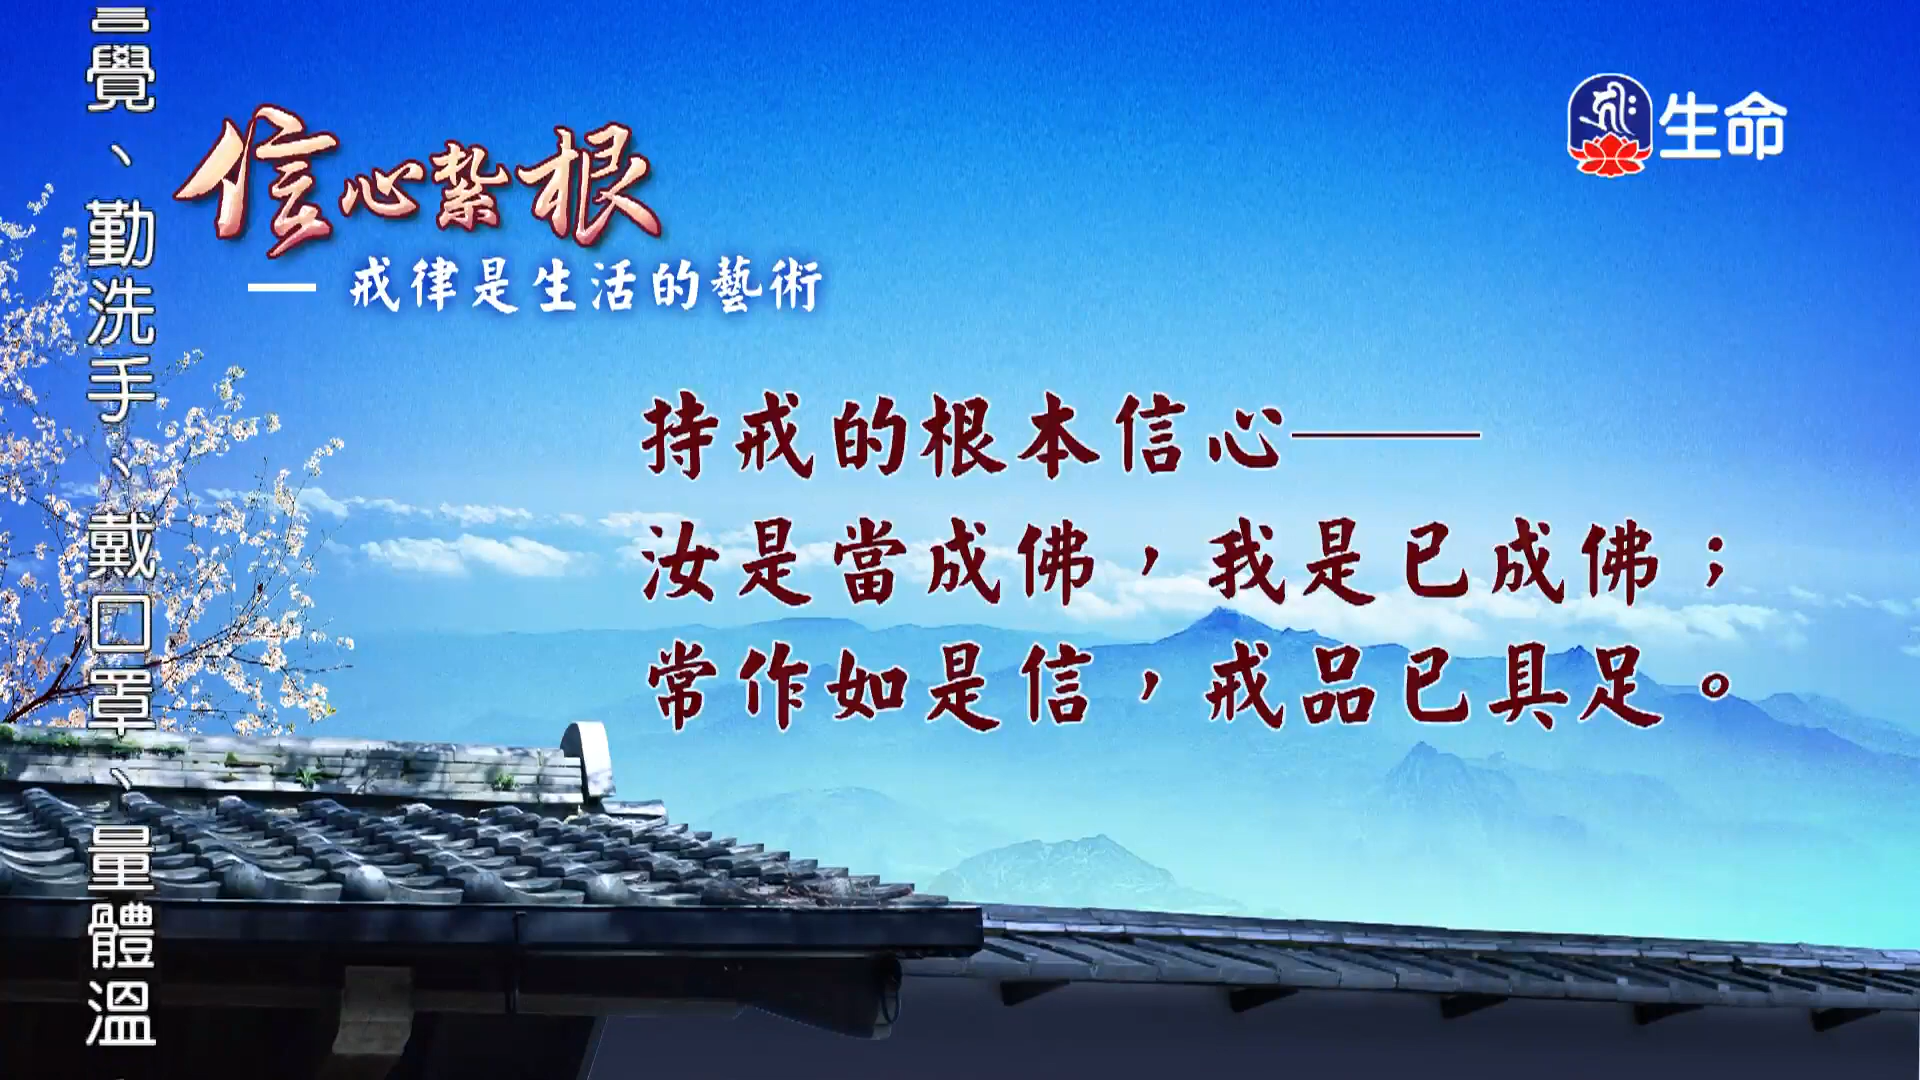 覺、勤洗手、戴口罩、量體溫
信心紮根
— 戒律是生活的藝術
生命
持戒的根本信心——
汝是當成佛，我是已成佛；
常作如是信，戒品已具足。